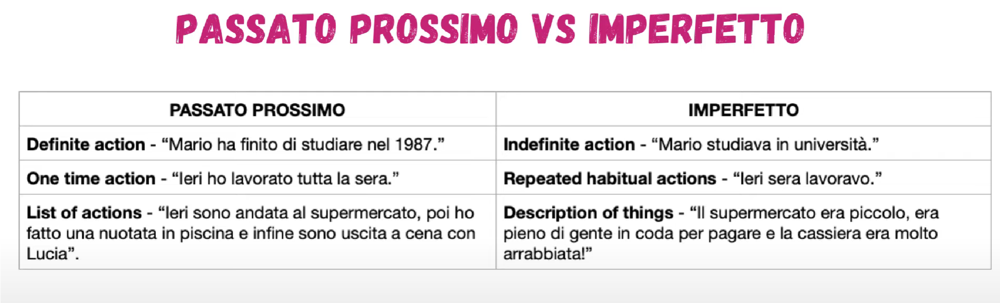 PASSATO PROSSIMO VS IMPERFETTO
PASSATO PROSSIMO
IMPERFETTO
Definite action - “Mario ha finito di studiare nel 1987.”
Indefinite action - “Mario studiava in università.”
One time action - “Ieri ho lavorato tutta la sera.”
Repeated habitual actions - “Ieri sera lavoravo.”
List of actions - “Ieri sono andata al supermercato, poi ho
fatto una nuotata in piscina e infine sono uscita a cena con
Lucia”.
Description of things - “Il supermercato era piccolo, era
pieno di gente in coda per pagare e la cassiera era molto
arrabbiata!”